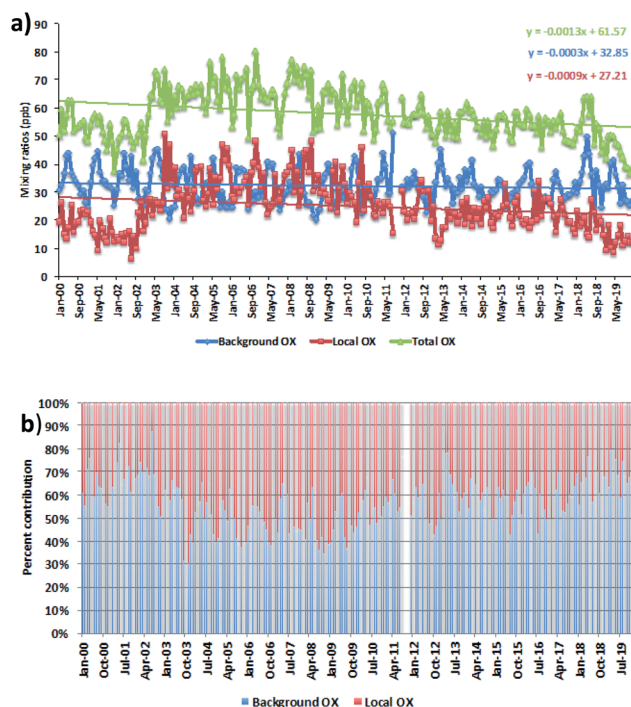 a)
y = -0.0013x + 61.57
y = -0.0003x + 32.85
y = -0.0009x + 27.21
Mixing ratios (ppb)
90
80
70
60
50
40
30
20
10
0
Jan-00
Sep-00
May-01
Jan-02
Sep-02
May-03
Jan-04
Sep-04
May-05
Jan-06
Sep-06
May-07
Jan-08
Sep-08
May-09
Jan-10
Sep-10
May-11
Jan-12
Sep-12
May-13
Jan-14
Sep-14
May-15
Jan-16
Sep-16
May-17
Jan-18
Sep-18
May-19
Background OX Local OX Total OX
b)
Percent contribution
100%
90%
80%
70%
60%
50%
40%
30%
20%
10%
0%
Jan-00
Oct-00
Jul-01
Apr-02
Jan-03
Oct-03
Jul-04
Apr-05
Jan-06
Oct-06
Jul-07
Apr-08
Jan-09
Oct-09
Jul-10
Apr-11
Jan-12
Oct-12
Jul-13
Apr-14
Jan-15
Oct-15
Jul-16
Apr-17
Jan-18
Oct-18
Jul-19
Background OX Local OX